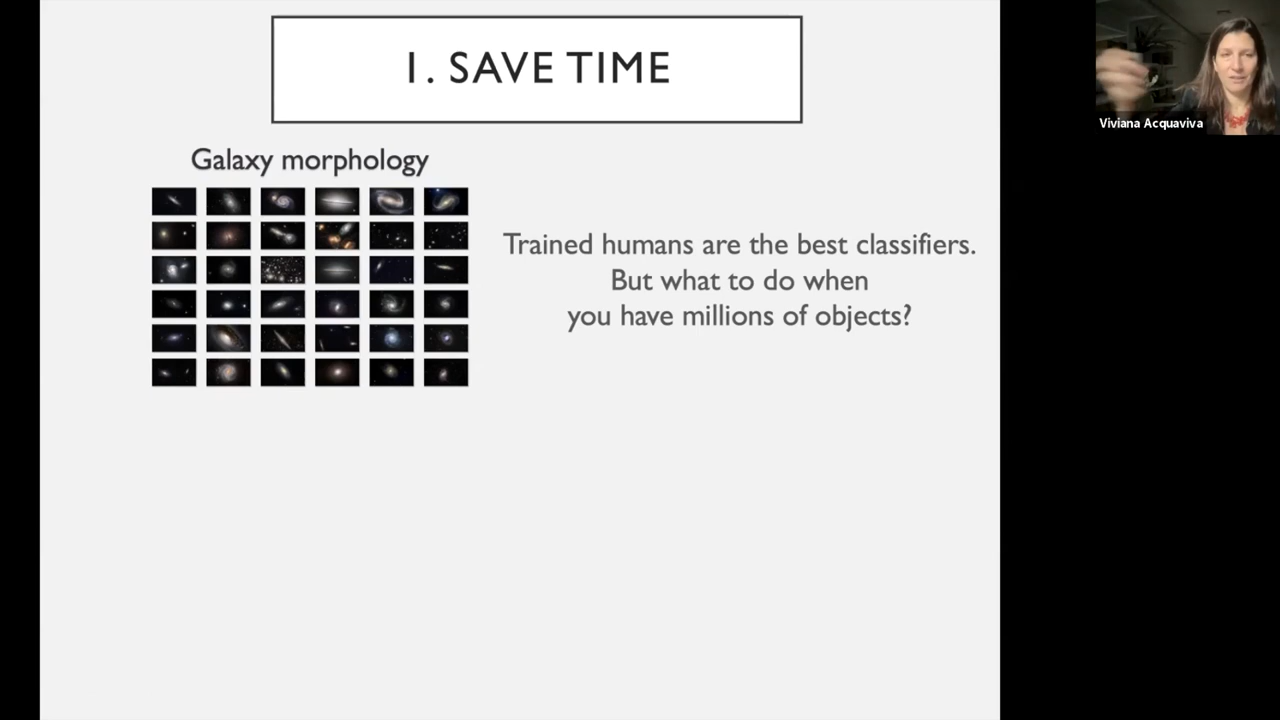 1. SAVE TIME
Galaxy morphology
Trained humans are the best classifiers.
But what to do when
you have millions of objects?
Viviana Acquaviva